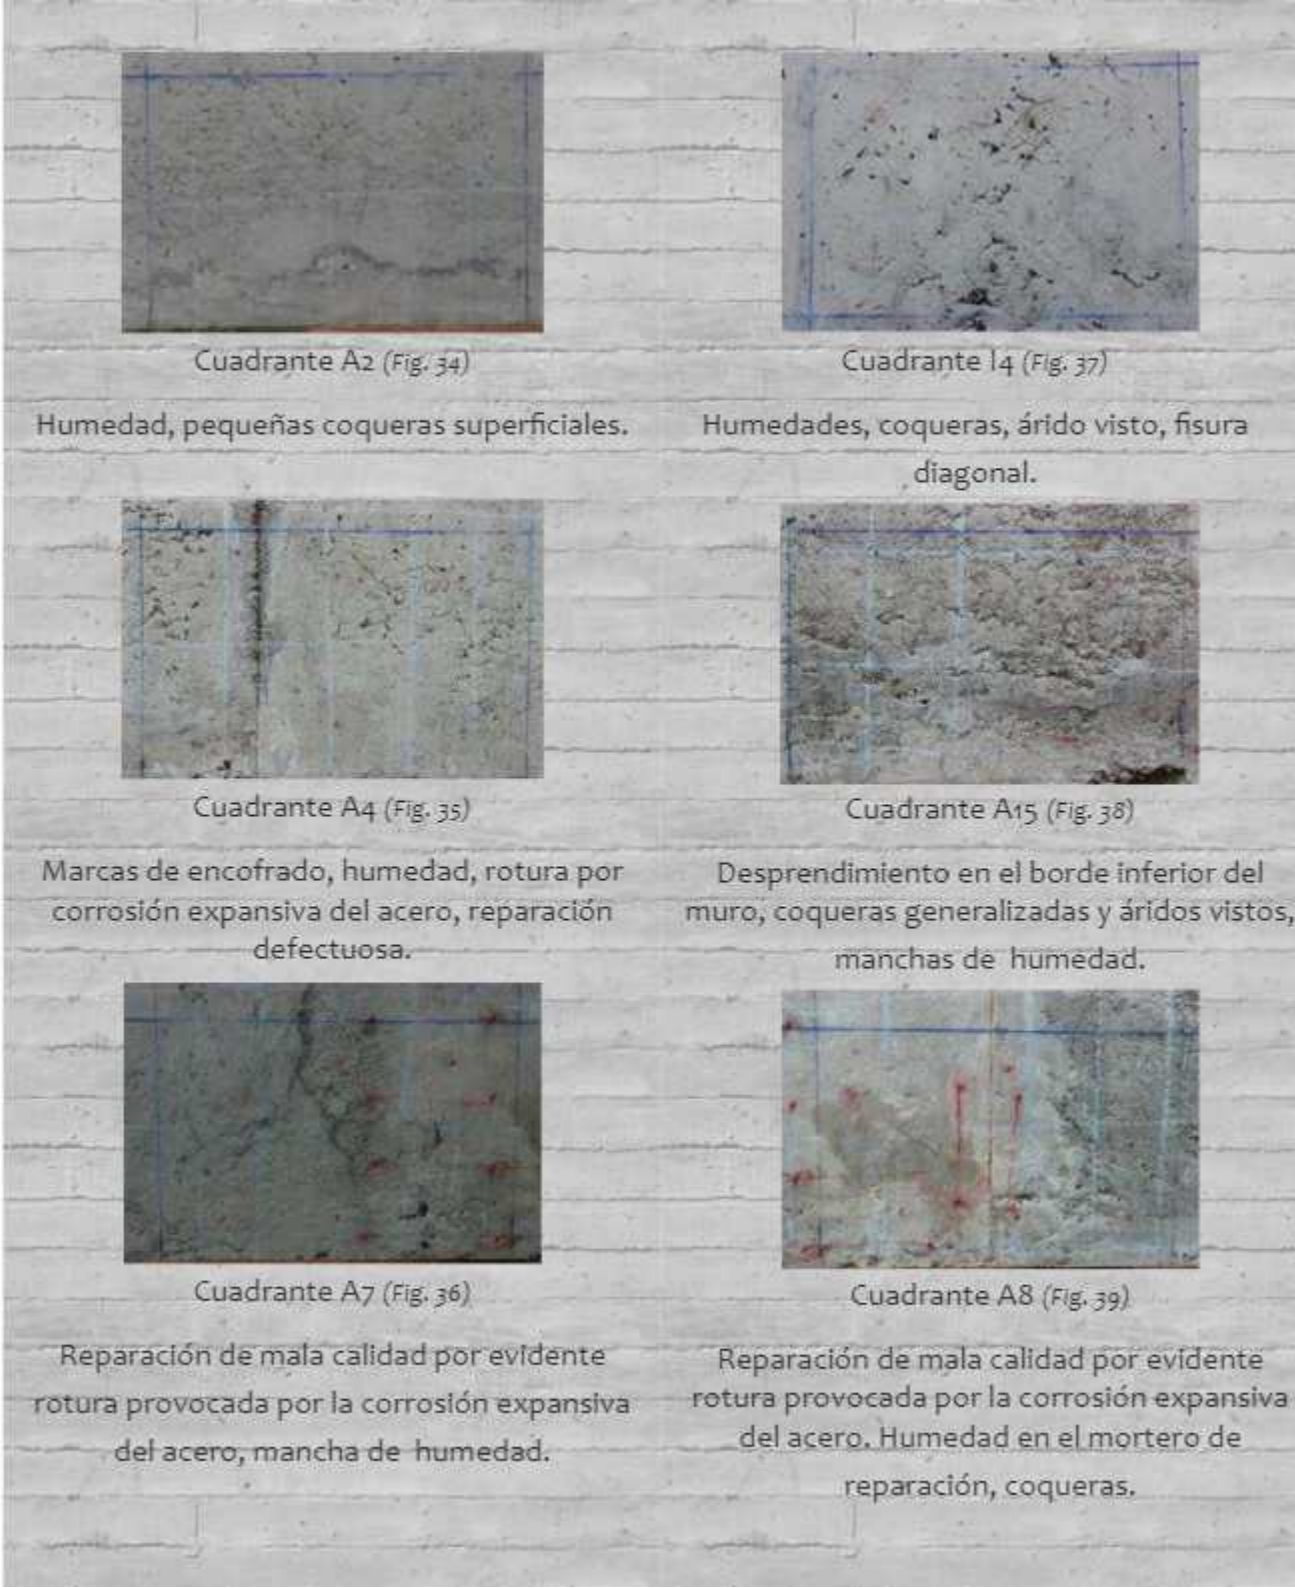 Cuadrante A2 (Fig. 34)
Humedad, pequeñas coqueras superficiales.
Cuadrante I4 (Fig. 37)
Humedades, coqueras, árido visto, fisura
diagonal.
Cuadrante A4 (Fig. 35)
Marcas de encofrado, humedad, rotura por
corrosión expansiva del acero, reparación
defectuosa.
Cuadrante A15 (Fig. 38)
Desprendimiento en el borde inferior del
muro, coqueras generalizadas y áridos vistos,
manchas de humedad.
Cuadrante A7 (Fig. 36)
Reparación de mala calidad por evidente
rotura provocada por la corrosión expansiva
del acero, mancha de humedad.
Cuadrante A8 (Fig. 39)
Reparación de mala calidad por evidente
rotura provocada por la corrosión expansiva
del acero. Humedad en el mortero de
reparación, coqueras.